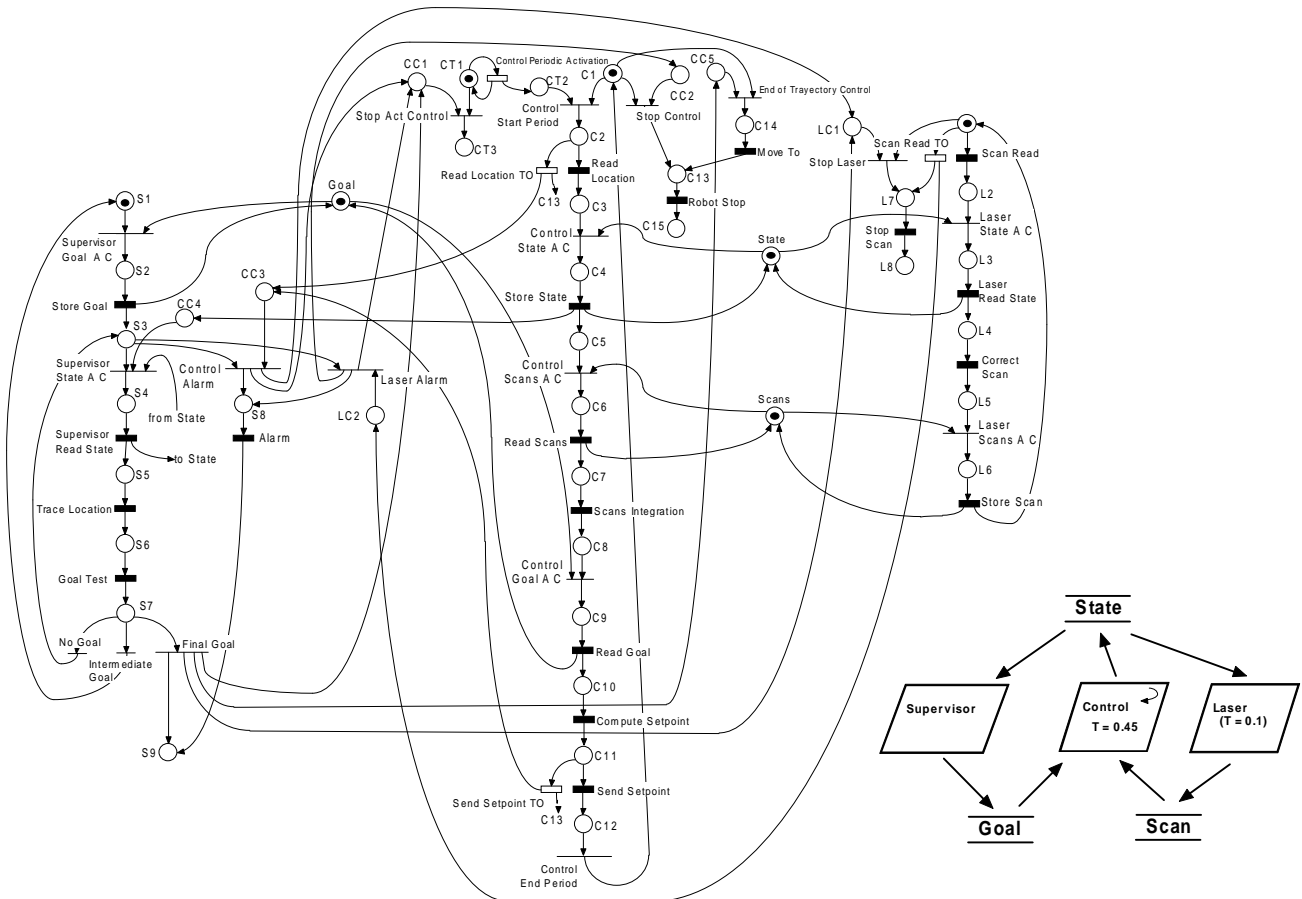 CC1
CT1
Control Periodic Activation
CT2
C1
CC5
CC2
End of Trajectory Control
Stop Act Control
CT3
Control
Start Period
Stop Control
C14
LC1
Scan Read TO
C2
Move To
Stop Laser
Scan Read
Read Location TO
Read
Location
C13
C13
L2
S1
Goal
C3
Robot Stop
L7
C15
Laser
State A C
Supervisor
Goal A C
Control
State A C
State
Stop
Scan
S2
C4
L8
L3
CC3
Store Goal
CC4
Store State
Laser
Read State
S3
C5
L4
Supervisor
State A C
Control
Alarm
Laser Alarm
Control
Scans A C
Correct
Scan
S4
from State
S8
LC2
C6
Scans
L5
Supervisor
Read State
Alarm
Read Scans
Laser
Scans A C
to State
S5
C7
L6
Trace Location
Scans Integration
Store Scan
S6
C8
Goal Test
Control
Goal A C
S7
C9
State
No Goal
Intermediate
Goal
Final Goal
Read Goal
C10
Supervisor
Control
T = 0.45
Laser
(T = 0.1)
Compute Setpoint
S9
C11
Send Setpoint TO
Send Setpoint
C13
C12
Goal
Scan
Control
End Period